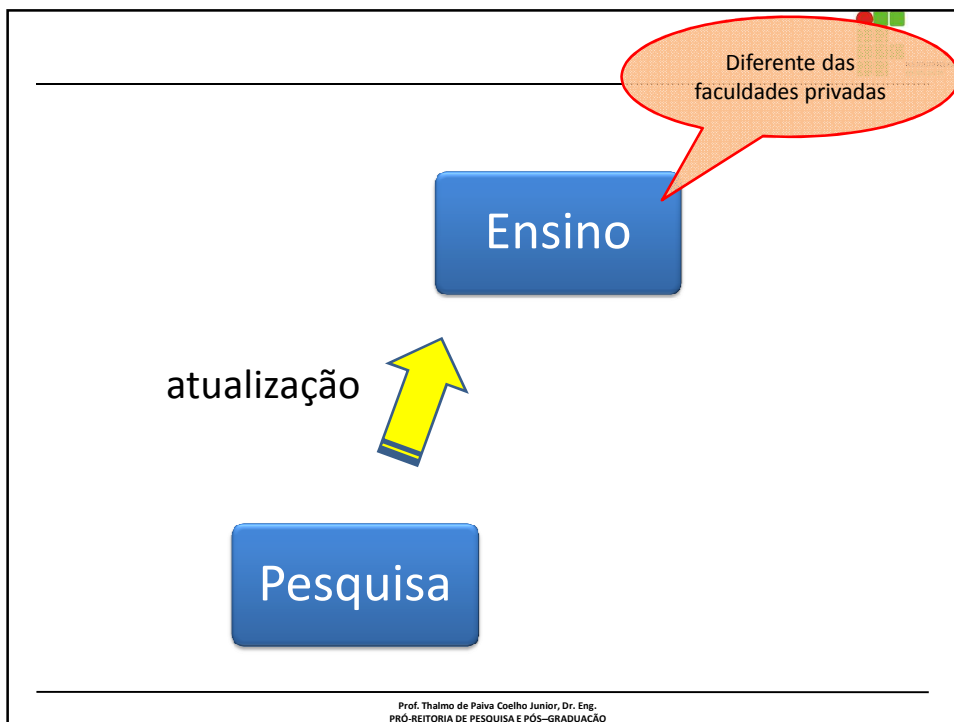 Diferente das
faculdades privadas
Ensino
atualização
Pesquisa
Prof. Thalmo de Paiva Coelho Junior, Dr. Eng.
PRÓ-REITORIA DE PESQUISA E PÓS–GRADUAÇÃO